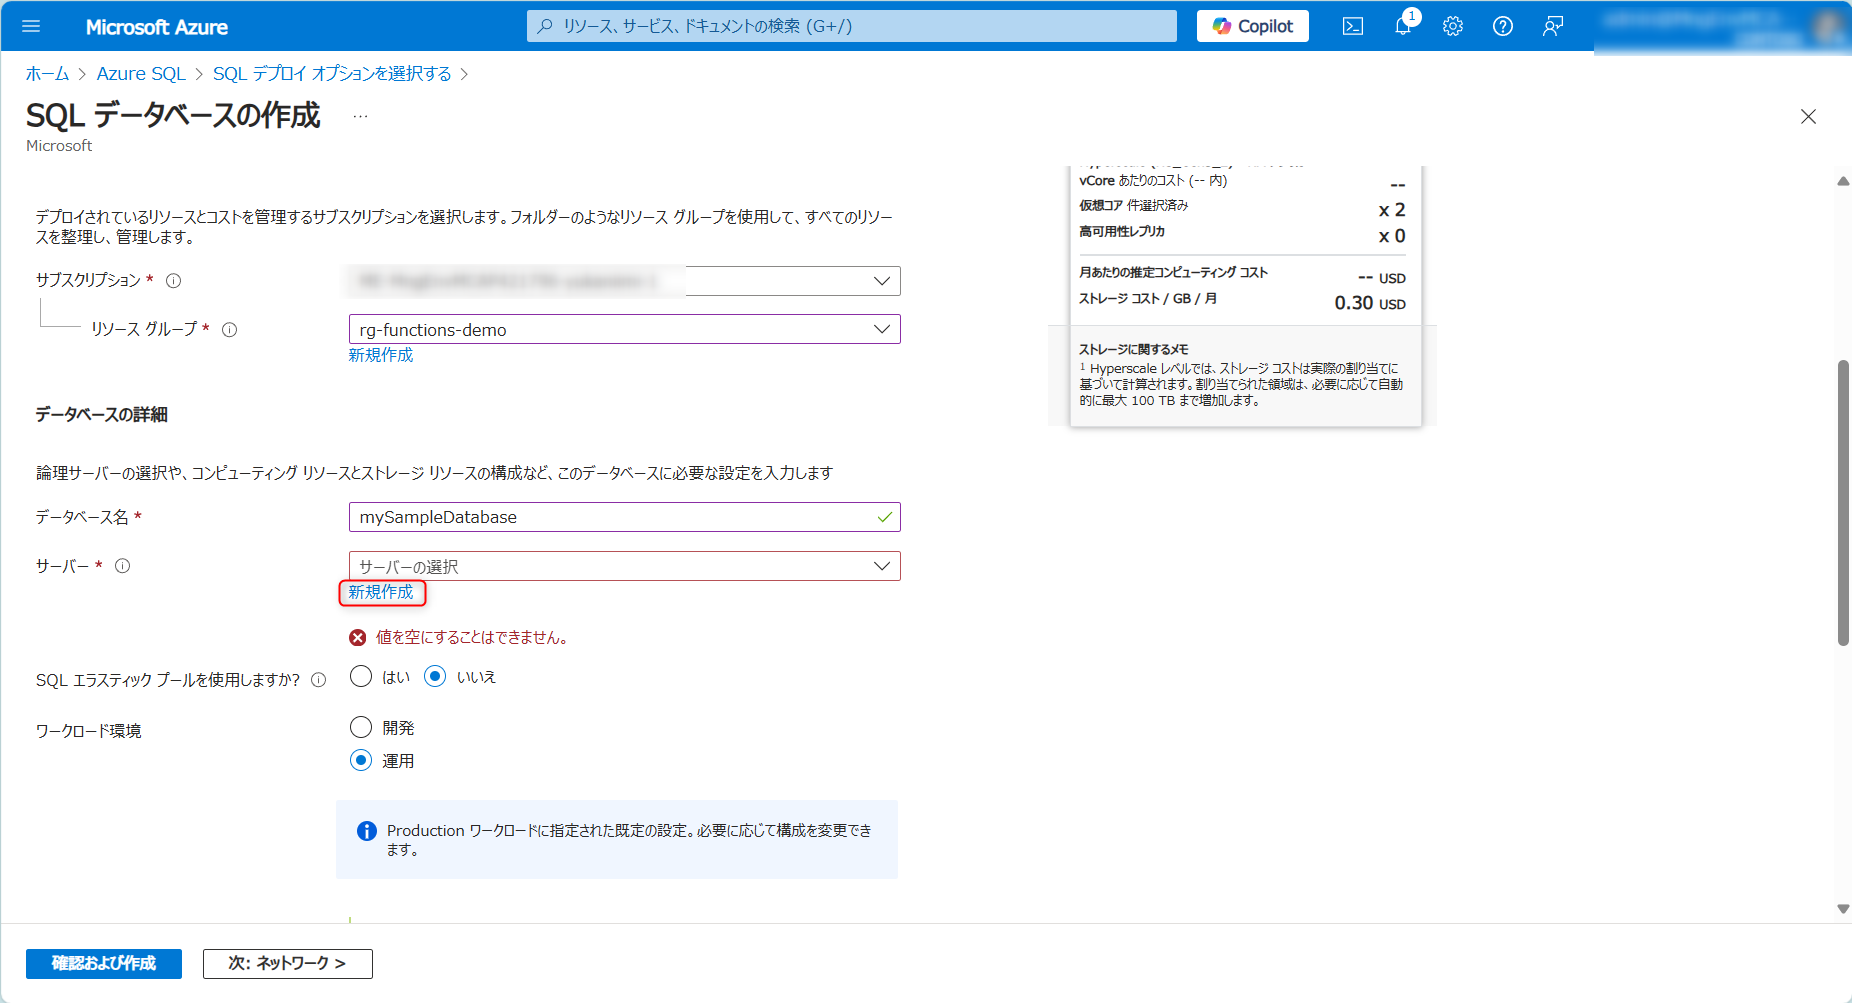 Microsoft Azure
リソース、サービス、ドキュメントの検索 (G+/)
Copilot
1
ホーム > Azure SQL > SQL デプロイ オプションを選択する >
SQL データベースの作成 ...
Microsoft
デプロイされているリソースとコストを管理するサブスクリプションを選択します。フォルダーのようなリソース グループを使用して、すべてのリソー
スを整理し、管理します。
サブスクリプション *
リソース グループ *
rg-functions-demo
新規作成
データベースの詳細
論理サーバーの選択や、コンピューティング リソースとストレージ リソースの構成など、このデータベースに必要な設定を入力します
データベース名 *
mySampleDatabase
サーバー *
サーバーの選択
新規作成
値を空にすることはできません。
SQL エラスティック プールを使用しますか?
はい
いいえ
ワークロード環境
開発
運用
Production ワークロードに指定された既定の設定。必要に応じて構成を変更でき
ます。
vCore あたりのコスト (-- 内)
--
仮想コア 件選択済み
x 2
高可用性レプリカ
x 0
月あたりの推定コンピューティング コスト
-- USD
ストレージ コスト / GB / 月
0.30 USD
ストレージに関するメモ
1 Hyperscale レベルでは、ストレージ コストは実際の割り当てに
基づいて計算されます。割り当てられた領域は、必要に応じて自動
的に最大 100 TB まで増加します。
確認および作成
次: ネットワーク >